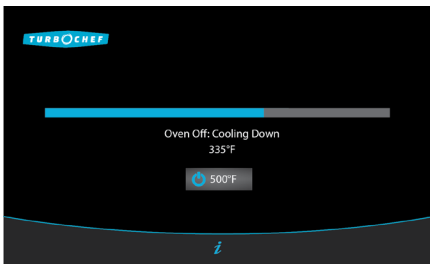 TURBOCHEF
Oven Off: Cooling Down
335°F
500°F
i